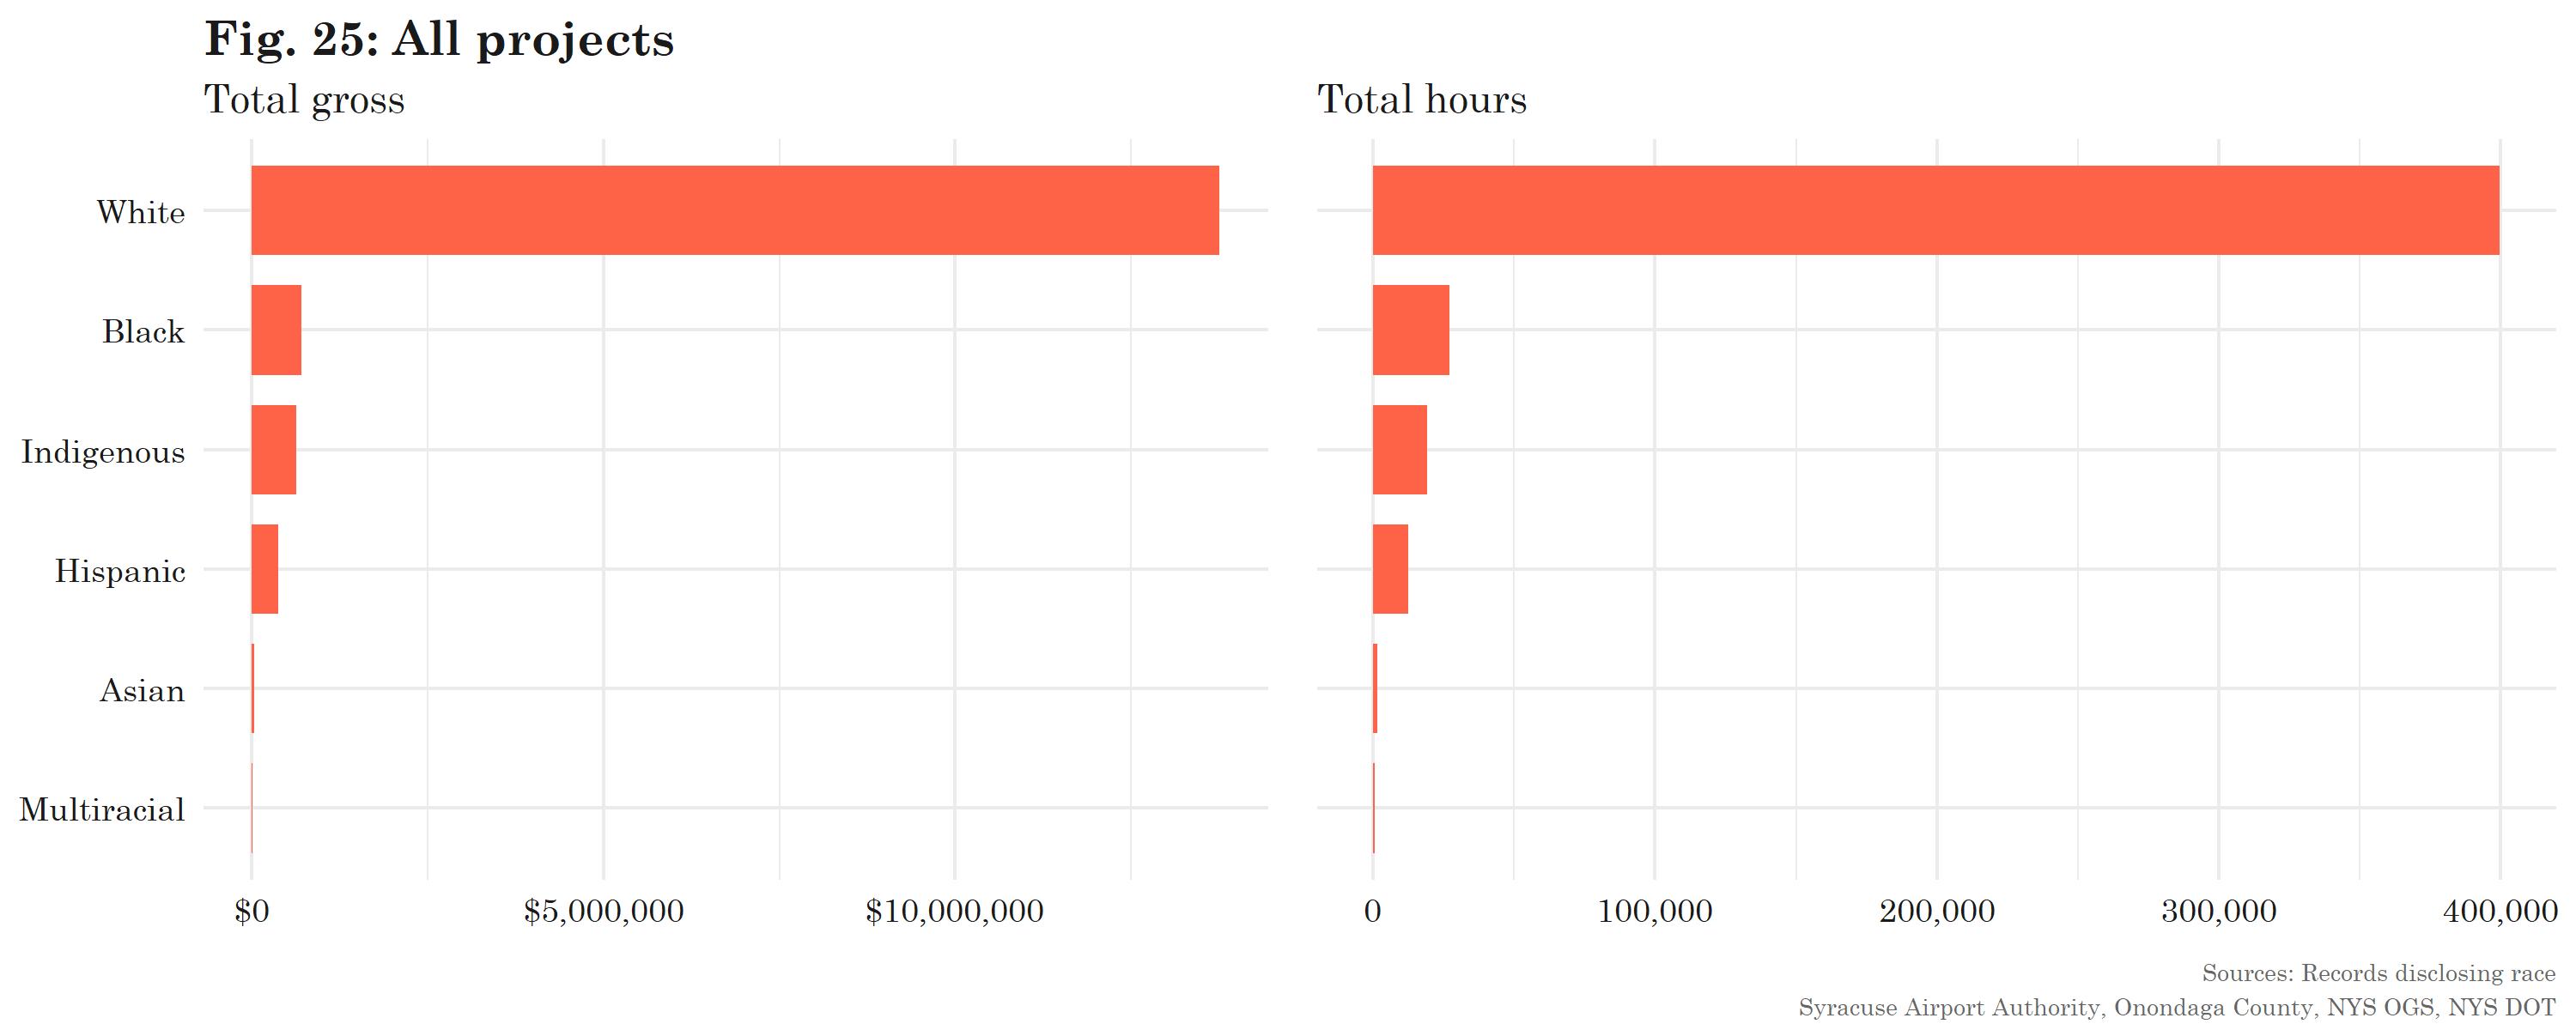 Fig. 25: All projects
Total gross
Total hours
White
Black
Indigenous
Hispanic
Asian
Multiracial
$0 $5,000,000 $10,000,000
0 100,000 200,000 300,000 400,000
Sources: Records disclosing race
Syracuse Airport Authority, Onondaga County, NYS OGS, NYS DOT